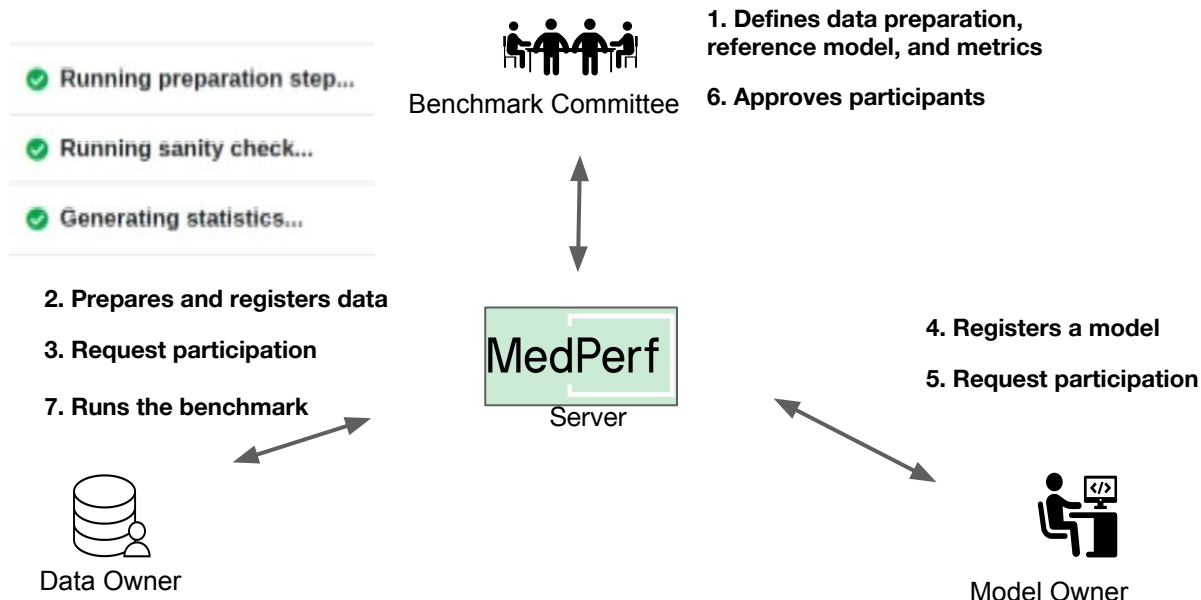 1. Defines data preparation,
reference model, and metrics
6. Approves participants
Benchmark Committee
Running preparation step...
Running sanity check...
Generating statistics...
2. Prepares and registers data
3. Request participation
7. Runs the benchmark
MedPerf
Server
4. Registers a model
5. Request participation
</>
Data Owner
Model Owner